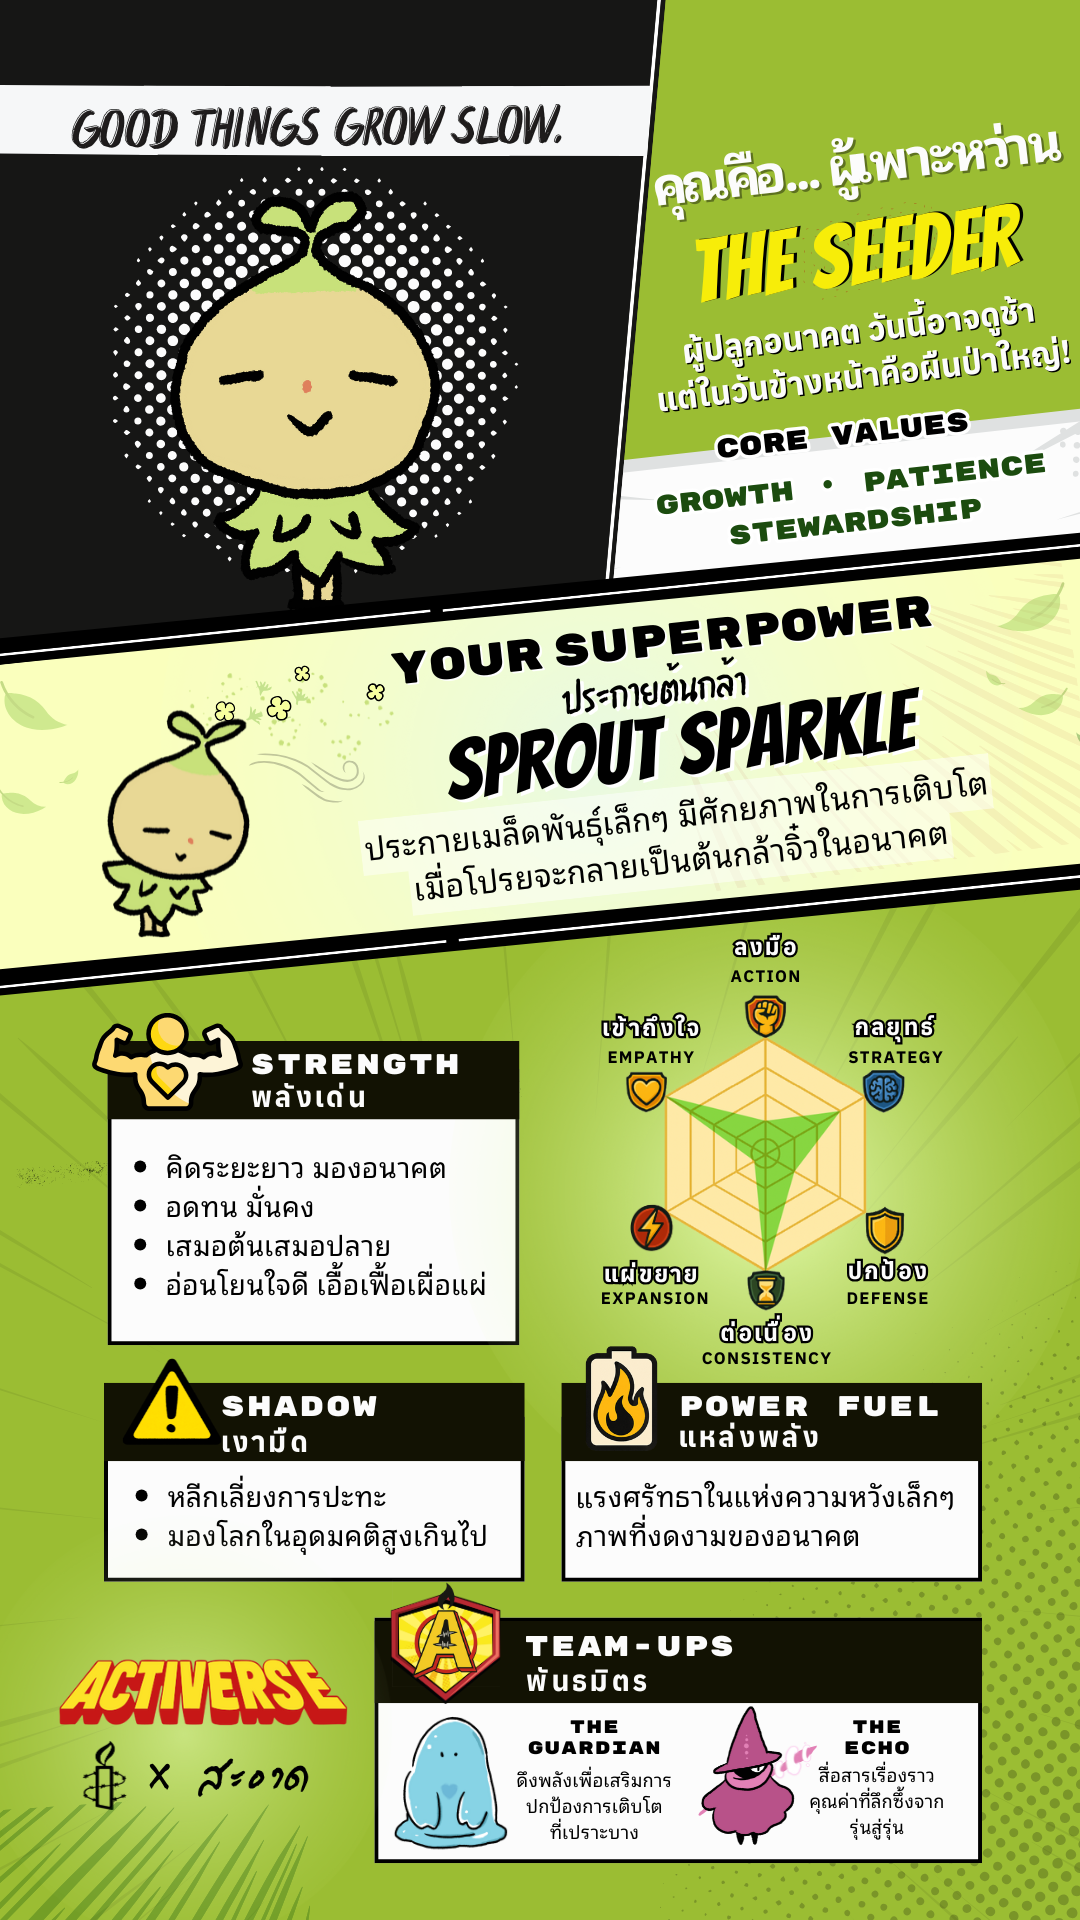 GOOD THINGS GROW SLOW.
คุณคือ... ผู้เพาะหว่าน
THE SEEDER
ผู้ปลูกอนาคต วันนี้อาจดูช้า
แต่ในวันข้างหน้าคือผืนป่าใหญ่!
CORE VALUES
GROWTH • PATIENCE
STEWARDSHIP
YOUR SUPERPOWER
ประกายต้นกล้า
SPROUT SPARKLE
ประกายเมล็ดพันธุ์เล็กๆ มีศักยภาพในการเติบโต
เมื่อโปรยจะกลายเป็นต้นกล้าจิ๋วในอนาคต
STRENGTH
พลังเด่น
• คิดระยะยาว มองอนาคต
• อดทน มั่นคง
• เสมอต้นเสมอปลาย
• อ่อนโยนใจดี เอื้อเฟื้อเผื่อแผ่
ลงมือ
ACTION
เข้าถึงใจ
EMPATHY
กลยุทธ์
STRATEGY
แผ่ขยาย
EXPANSION
ปกป้อง
DEFENSE
ต่อเนื่อง
CONSISTENCY
SHADOW
เงามืด
• หลีกเลี่ยงการปะทะ
• มองโลกในอุดมคติสูงเกินไป
POWER FUEL
แหล่งพลัง
แรงศรัทธาในแห่งความหวังเล็กๆ
ภาพที่งดงามของอนาคต
A
TEAM-UPS
พันธมิตร
THE
GUARDIAN
ดึงพลังเพื่อเสริมการ
ปกป้องการเติบโต
ที่เปราะบาง
THE
ECHO
สื่อสารเรื่องราว
คุณค่าที่ลึกซึ้งจาก
รุ่นสู่รุ่น
ACTIVERSE
X สะอาด